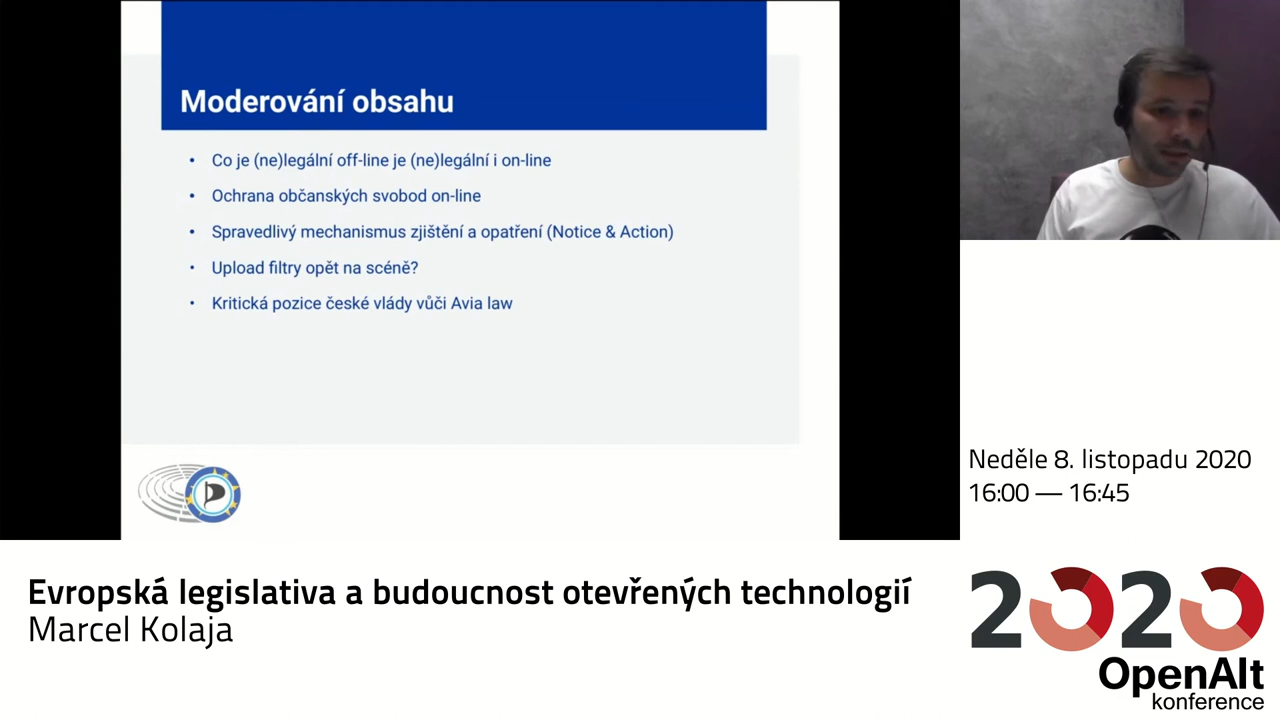 Moderování obsahu
• Co je (ne)legální off-line je (ne)legální i on-line
• Ochrana občanských svobod on-line
• Spravedlivý mechanismus zjištění a opatření (Notice & Action)
• Upload filtry opět na scéně?
• Kritická pozice české vlády vůči Avia law
Neděle 8. listopadu 2020
16:00 — 16:45
Evropská legislativa a budoucnost otevřených technologií
Marcel Kolaja
2020
OpenAlt
konference